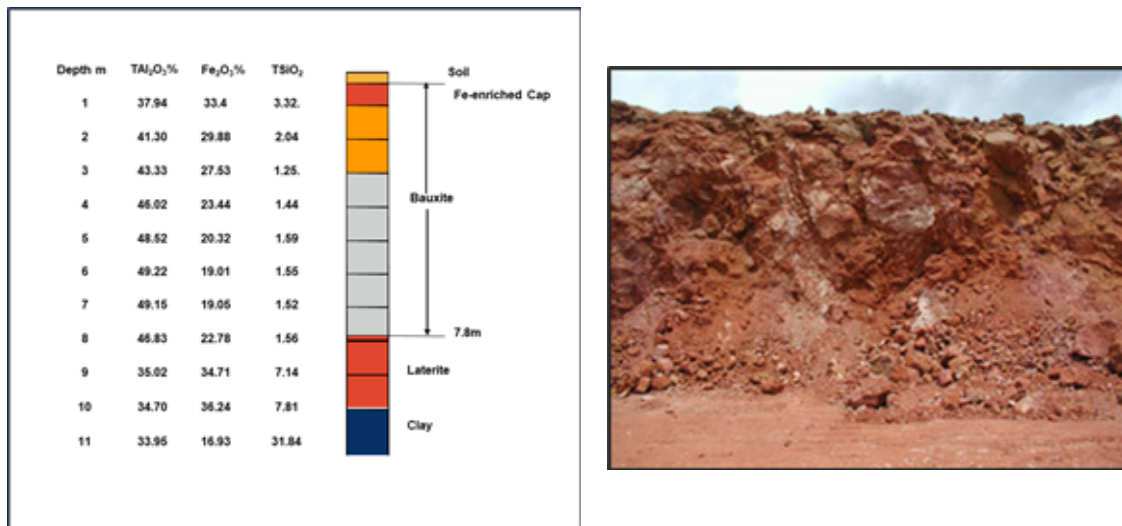 Depth m TAl₂O₃% Fe₂O₃% TSiO₂
Soil
Fe-enriched Cap
1 37.94 33.4 3.32.
2 41.30 29.88 2.04
3 43.33 27.53 1.25.
4 46.02 23.44 1.44
Bauxite
5 48.52 20.32 1.59
6 49.22 19.01 1.55
7 49.15 19.05 1.52
7.8m
8 46.83 22.78 1.56
9 35.02 34.71 7.14
Laterite
10 34.70 36.24 7.81
Clay
11 33.95 16.93 31.84